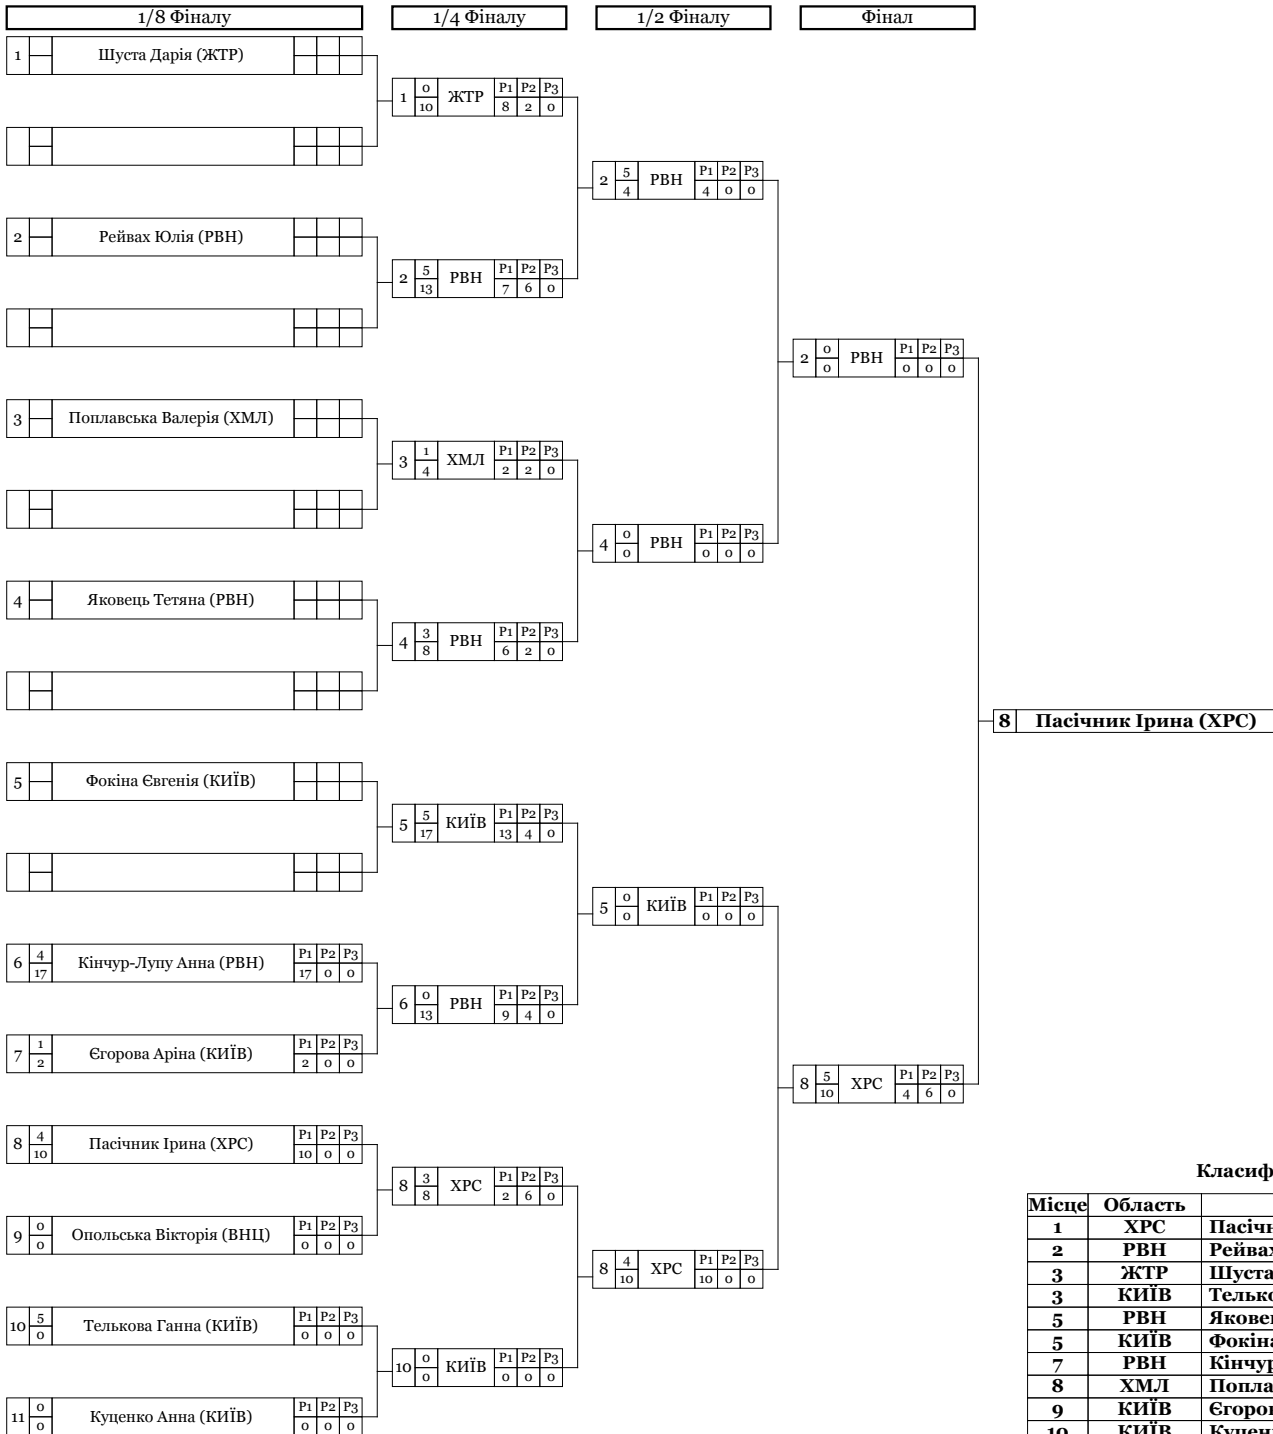 1/8 Фіналу 1/4 Фіналу 1/2 Фіналу Фінал
1 Шуста Дарія (ЖТР)
1 0 10 ЖТР P1 P2 P3 8 2 0
2 5 4 РВН P1 P2 P3 4 0 0
2 Рейвах Юлія (РВН)
2 5 13 РВН P1 P2 P3 7 6 0
2 0 0 РВН P1 P2 P3 0 0 0
3 Поплавська Валерія (ХМЛ)
3 1 4 ХМЛ P1 P2 P3 2 2 0
4 0 0 РВН P1 P2 P3 0 0 0
4 Яковець Тетяна (РВН)
4 3 8 РВН P1 P2 P3 6 2 0
8 Пасічник Ірина (ХРС)
5 Фокіна Євгенія (КИЇВ)
5 5 17 КИЇВ P1 P2 P3 13 4 0
5 0 0 КИЇВ P1 P2 P3 0 0 0
6 4 17 Кінчур-Лупу Анна (РВН) P1 P2 P3 17 0 0
6 0 13 РВН P1 P2 P3 9 4 0
7 1 2 Єгорова Аріна (КИЇВ) P1 P2 P3 2 0 0
8 5 10 ХРС P1 P2 P3 4 6 0
8 4 10 Пасічник Ірина (ХРС) P1 P2 P3 10 0 0
8 3 8 ХРС P1 P2 P3 2 6 0
9 0 0 Опольська Вікторія (ВНЦ) P1 P2 P3 0 0 0
8 4 10 ХРС P1 P2 P3 10 0 0
10 5 0 Телькова Ганна (КИЇВ) P1 P2 P3 0 0 0
10 0 0 КИЇВ P1 P2 P3 0 0 0
11 0 0 Куценко Анна (КИЇВ) P1 P2 P3 0 0 0
Класиф
Місце Область
1 ХРС Пасічн
2 РВН Рейвах
3 ЖТР Шуста
3 КИЇВ Телько
5 РВН Яковец
5 КИЇВ Фокіна
7 РВН Кінчур
8 ХМЛ Попла
9 КИЇВ Єгоров
10 КИЇВ Куцен